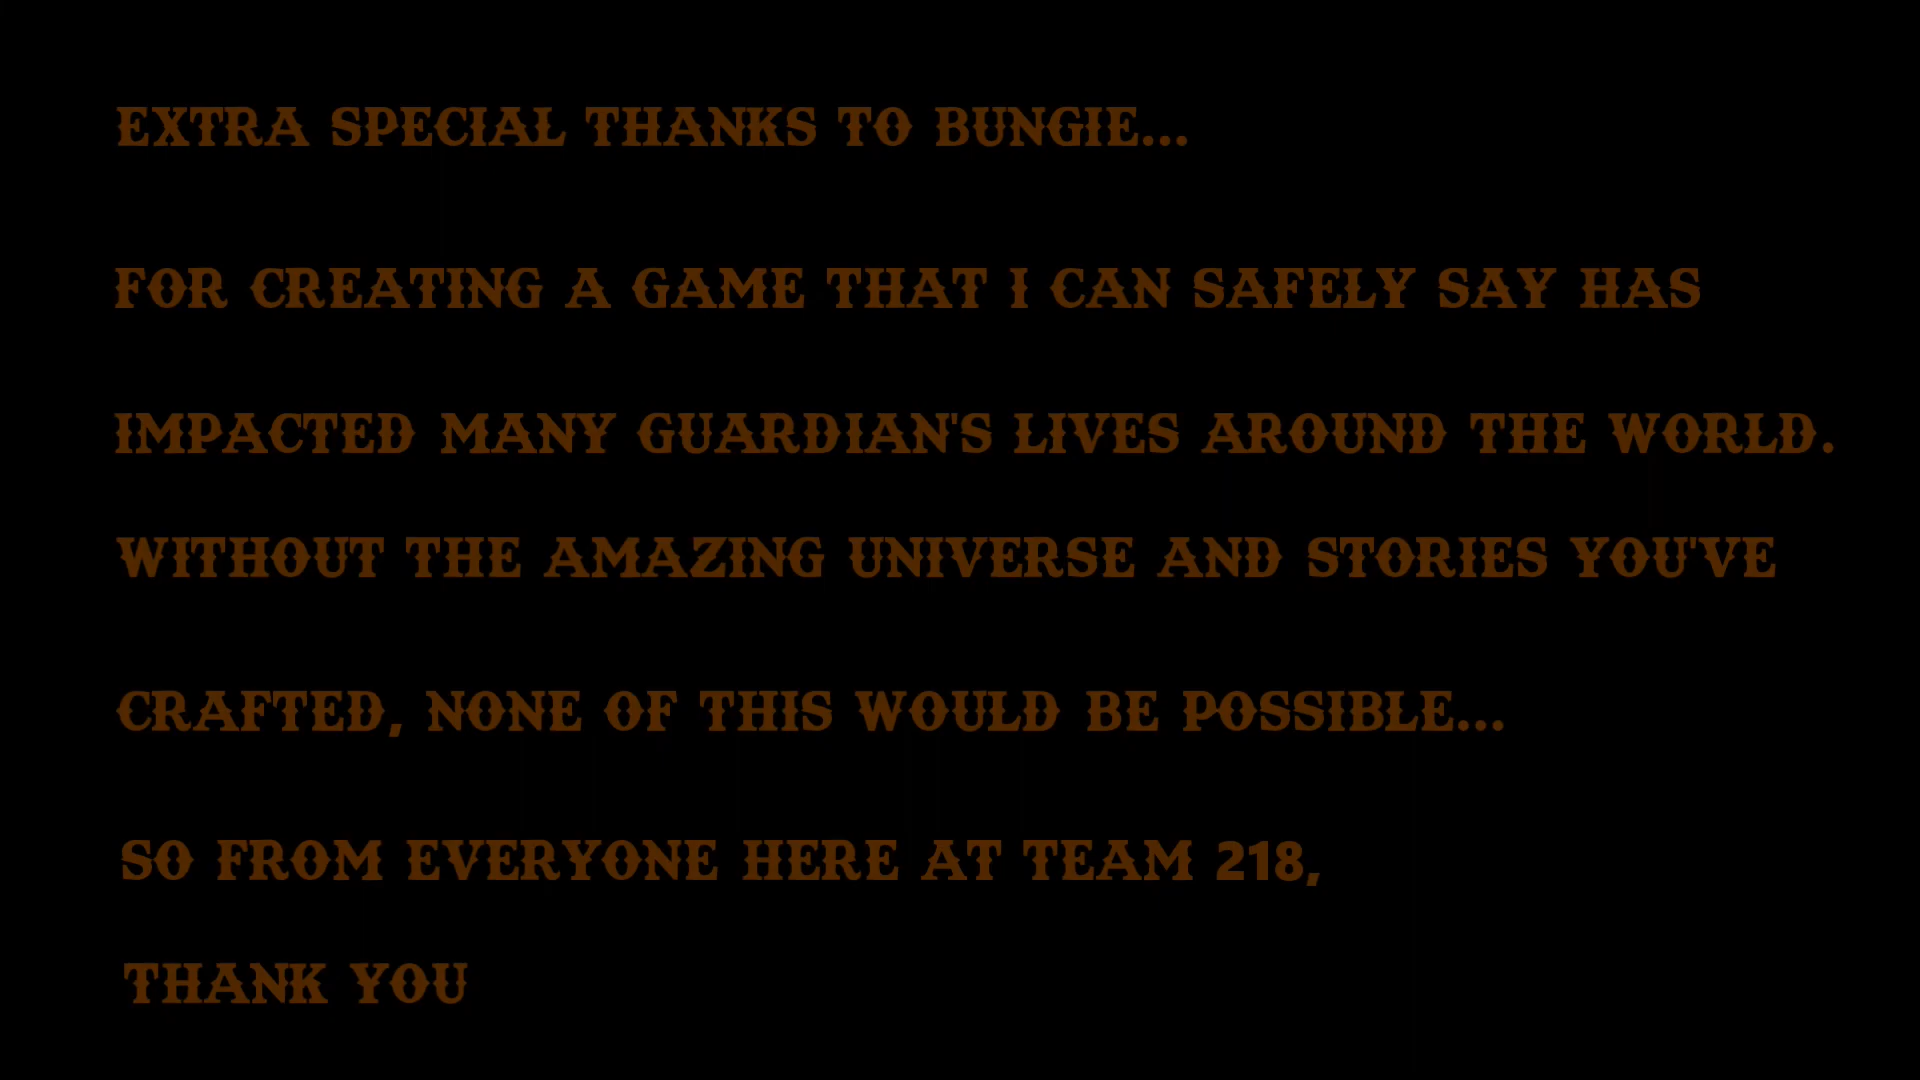 EXTRA SPECIAL THANKS TO BUNGIE...
FOR CREATING A GAME THAT I CAN SAFELY SAY HAS
IMPACTED MANY GUARDIAN'S LIVES AROUND THE WORLD.
WITHOUT THE AMAZING UNIVERSE AND STORIES YOU'VE
CRAFTED, NONE OF THIS WOULD BE POSSIBLE...
SO FROM EVERYONE HERE AT TEAM 218,
THANK YOU